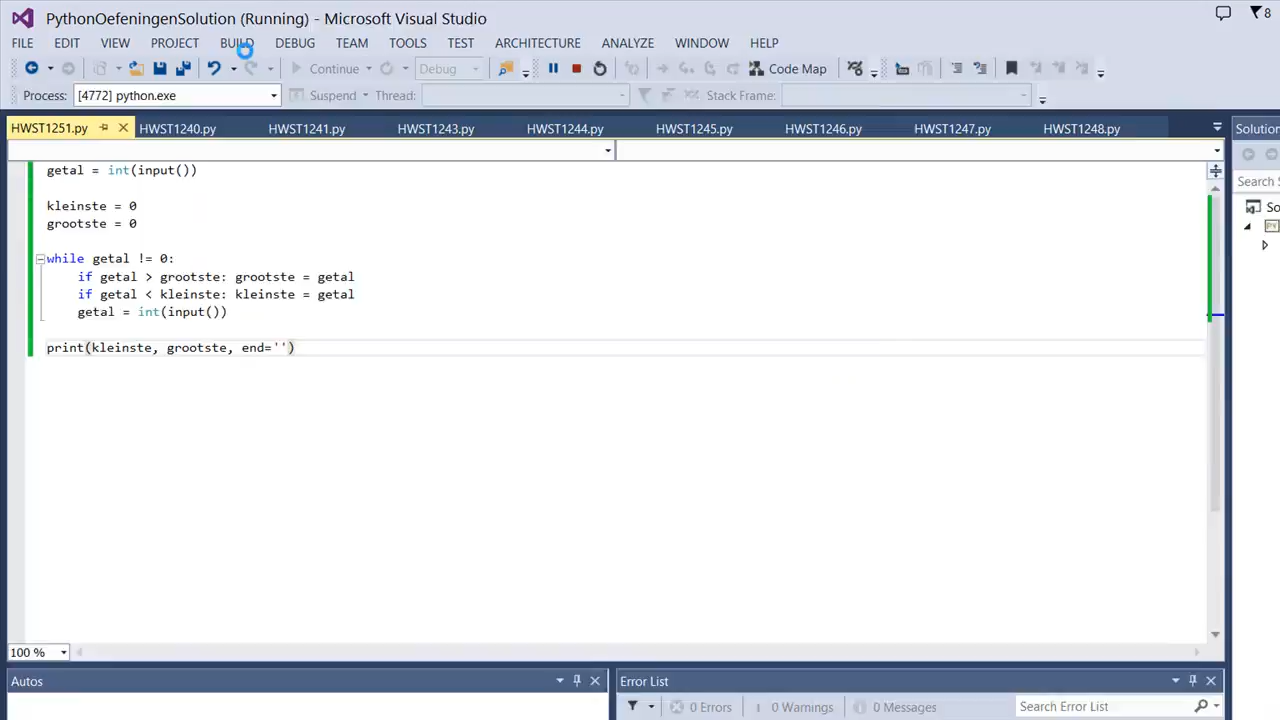 PythonOefeningenSolution (Running) - Microsoft Visual Studio
8
FILE EDIT VIEW PROJECT BUILD DEBUG TEAM TOOLS TEST ARCHITECTURE ANALYZE WINDOW HELP
Continue Debug Code Map
Process: [4772] python.exe Suspend Thread: Stack Frame:
HWST1251.py HWST1240.py HWST1241.py HWST1243.py HWST1244.py HWST1245.py HWST1246.py HWST1247.py HWST1248.py
Solution
Search S
So
getal = int(input())
kleinste = 0
grootste = 0
while getal != 0:
if getal > grootste: grootste = getal
if getal < kleinste: kleinste = getal
getal = int(input())
print(kleinste, grootste, end='')
100 %
Autos
Error List
0 Errors 0 Warnings 0 Messages Search Error List